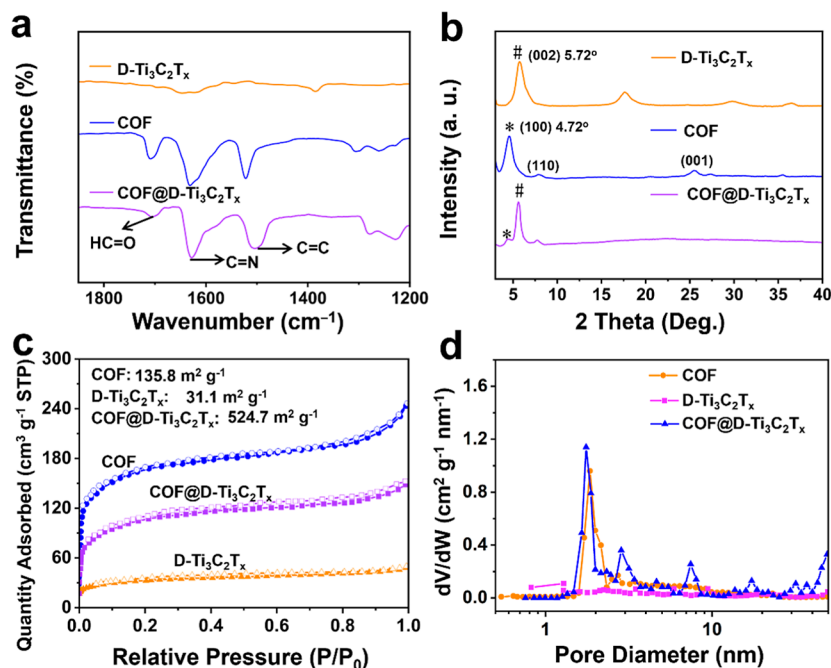 a
D-Ti₃C₂Tₓ
COF
COF@D-Ti₃C₂Tₓ
HC=O
C=N
C=C
Transmittance (%)
1800 1600 1400 1200
Wavenumber (cm⁻¹)
b
# (002) 5.72°
D-Ti₃C₂Tₓ
* (100) 4.72°
COF
(110)
(001)
#
COF@D-Ti₃C₂Tₓ
*
Intensity (a. u.)
5 10 15 20 25 30 35 40
2 Theta (Deg.)
c
COF: 135.8 m² g⁻¹
D-Ti₃C₂Tₓ: 31.1 m² g⁻¹
COF@D-Ti₃C₂Tₓ: 524.7 m² g⁻¹
COF
COF@D-Ti₃C₂Tₓ
D-Ti₃C₂Tₓ
Quantity Adsorbed (cm³ g⁻¹ STP)
300
240
180
120
60
0
0.0 0.2 0.4 0.6 0.8 1.0
Relative Pressure (P/P₀)
d
COF
D-Ti₃C₂Tₓ
COF@D-Ti₃C₂Tₓ
dV/dW (cm² g⁻¹ nm⁻¹)
1.6
1.2
0.8
0.4
0.0
1 10
Pore Diameter (nm)